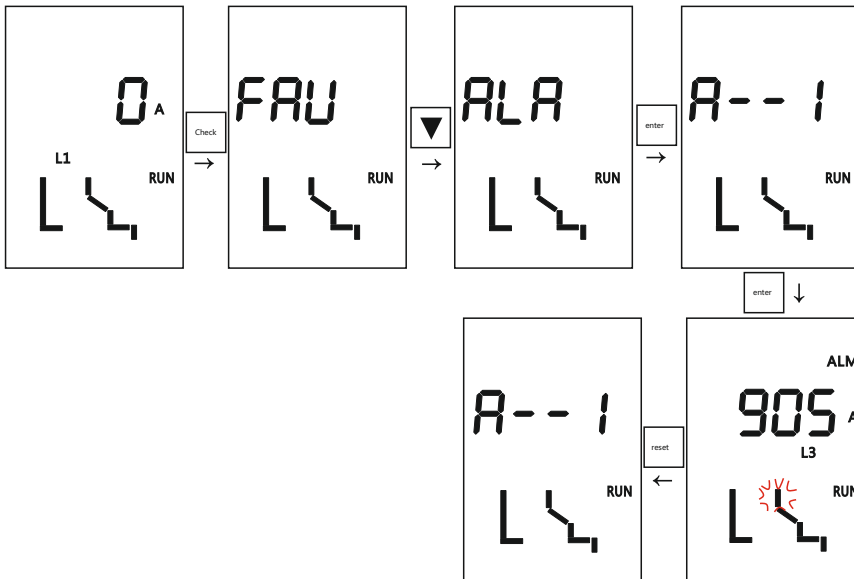 0 A
L1
RUN
L
Check
→
FAU
RUN
L
▼
→
ALA
RUN
L
enter
→
A--1
RUN
L
enter ↓
ALM
905 A
L3
RUN
L
reset
←
A--1
RUN
L